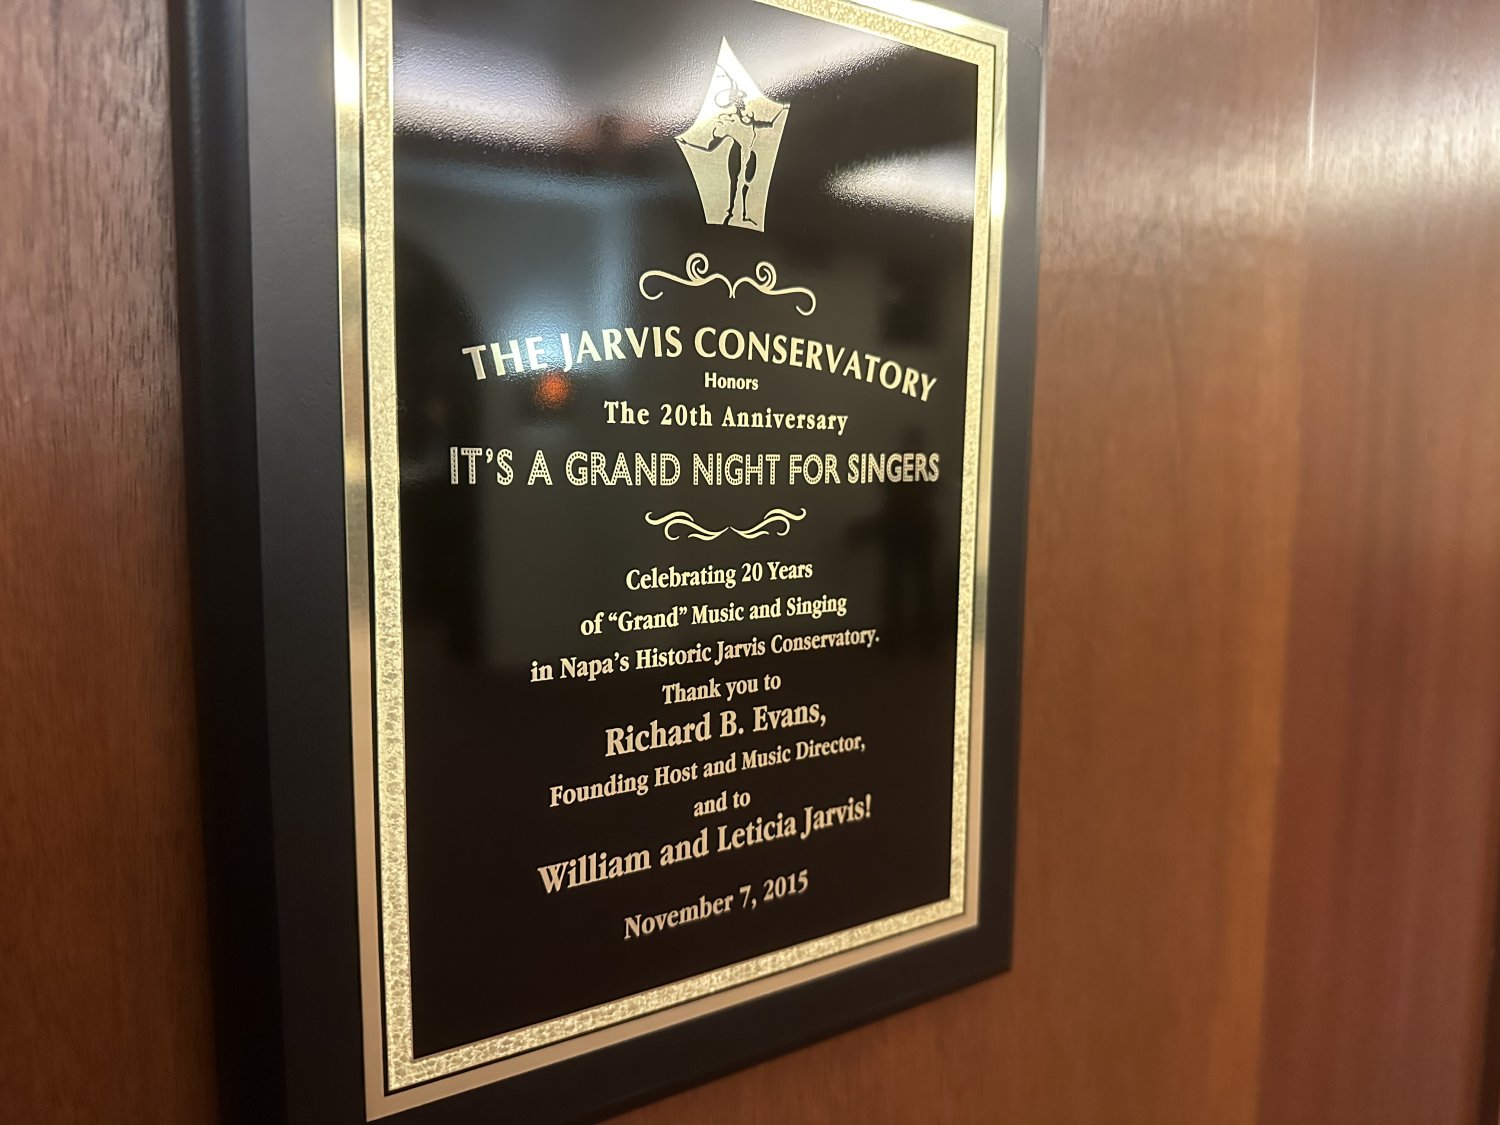 THE JARVIS CONSERVATORY
Honors
The 20th Anniversary
IT'S A GRAND NIGHT FOR SINGERS
Celebrating 20 Years
of “Grand” Music and Singing
in Napa's Historic Jarvis Conservatory.
Thank you to
Richard B. Evans,
Founding Host and Music Director,
and to
William and Leticia Jarvis!
November 7, 2015